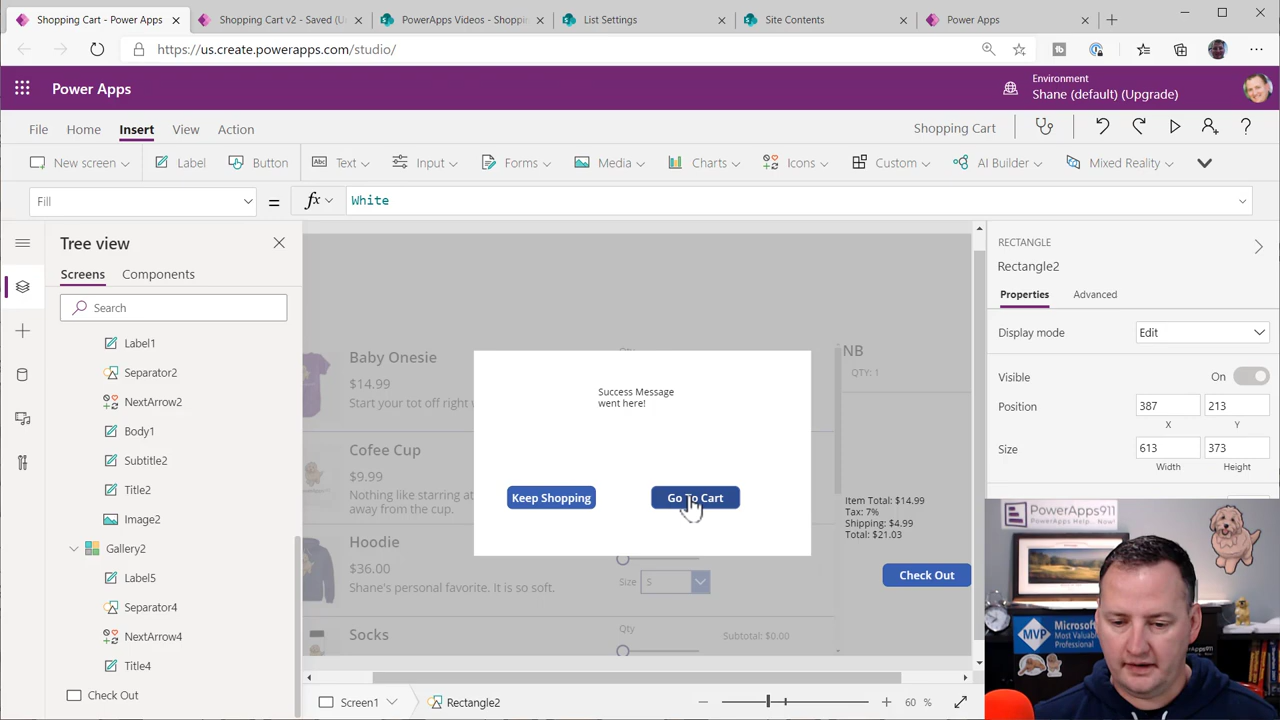 Shopping Cart - Power Apps
Shopping Cart v2 - Saved (U
PowerApps Videos - Shoppin
List Settings
Site Contents
Power Apps
https://us.create.powerapps.com/studio/
Power Apps
Environment
Shane (default) (Upgrade)
File
Home
Insert
View
Action
Shopping Cart
New screen
Label
Button
Text
Input
Forms
Media
Charts
Icons
Custom
AI Builder
Mixed Reality
Fill
=
fx
White
Tree view
Screens
Components
Search
Label1
Separator2
NextArrow2
Body1
Subtitle2
Title2
Image2
Gallery2
Label5
Separator4
NextArrow4
Title4
Check Out
Baby Onesie
$14.99
Start your tot off right
Cofee Cup
$9.99
Nothing like starring at
away from the cup.
Hoodie
$36.00
Shane's personal favorite. It is so soft.
Size
S
Socks
Qty
Subtotal: $0.00
Success Message
went here!
Keep Shopping
Go To Cart
NB
QTY: 1
Item Total: $14.99
Tax: 7%
Shipping: $4.99
Total: $21.03
Check Out
Screen1
Rectangle2
60 %
RECTANGLE
Rectangle2
Properties
Advanced
Display mode
Edit
Visible
On
Position
387
213
X
Y
Size
613
373
Width
Height
PowerApps911
PowerApps Help.. Now!
Microsoft
Most Valuable
Professional
MVP